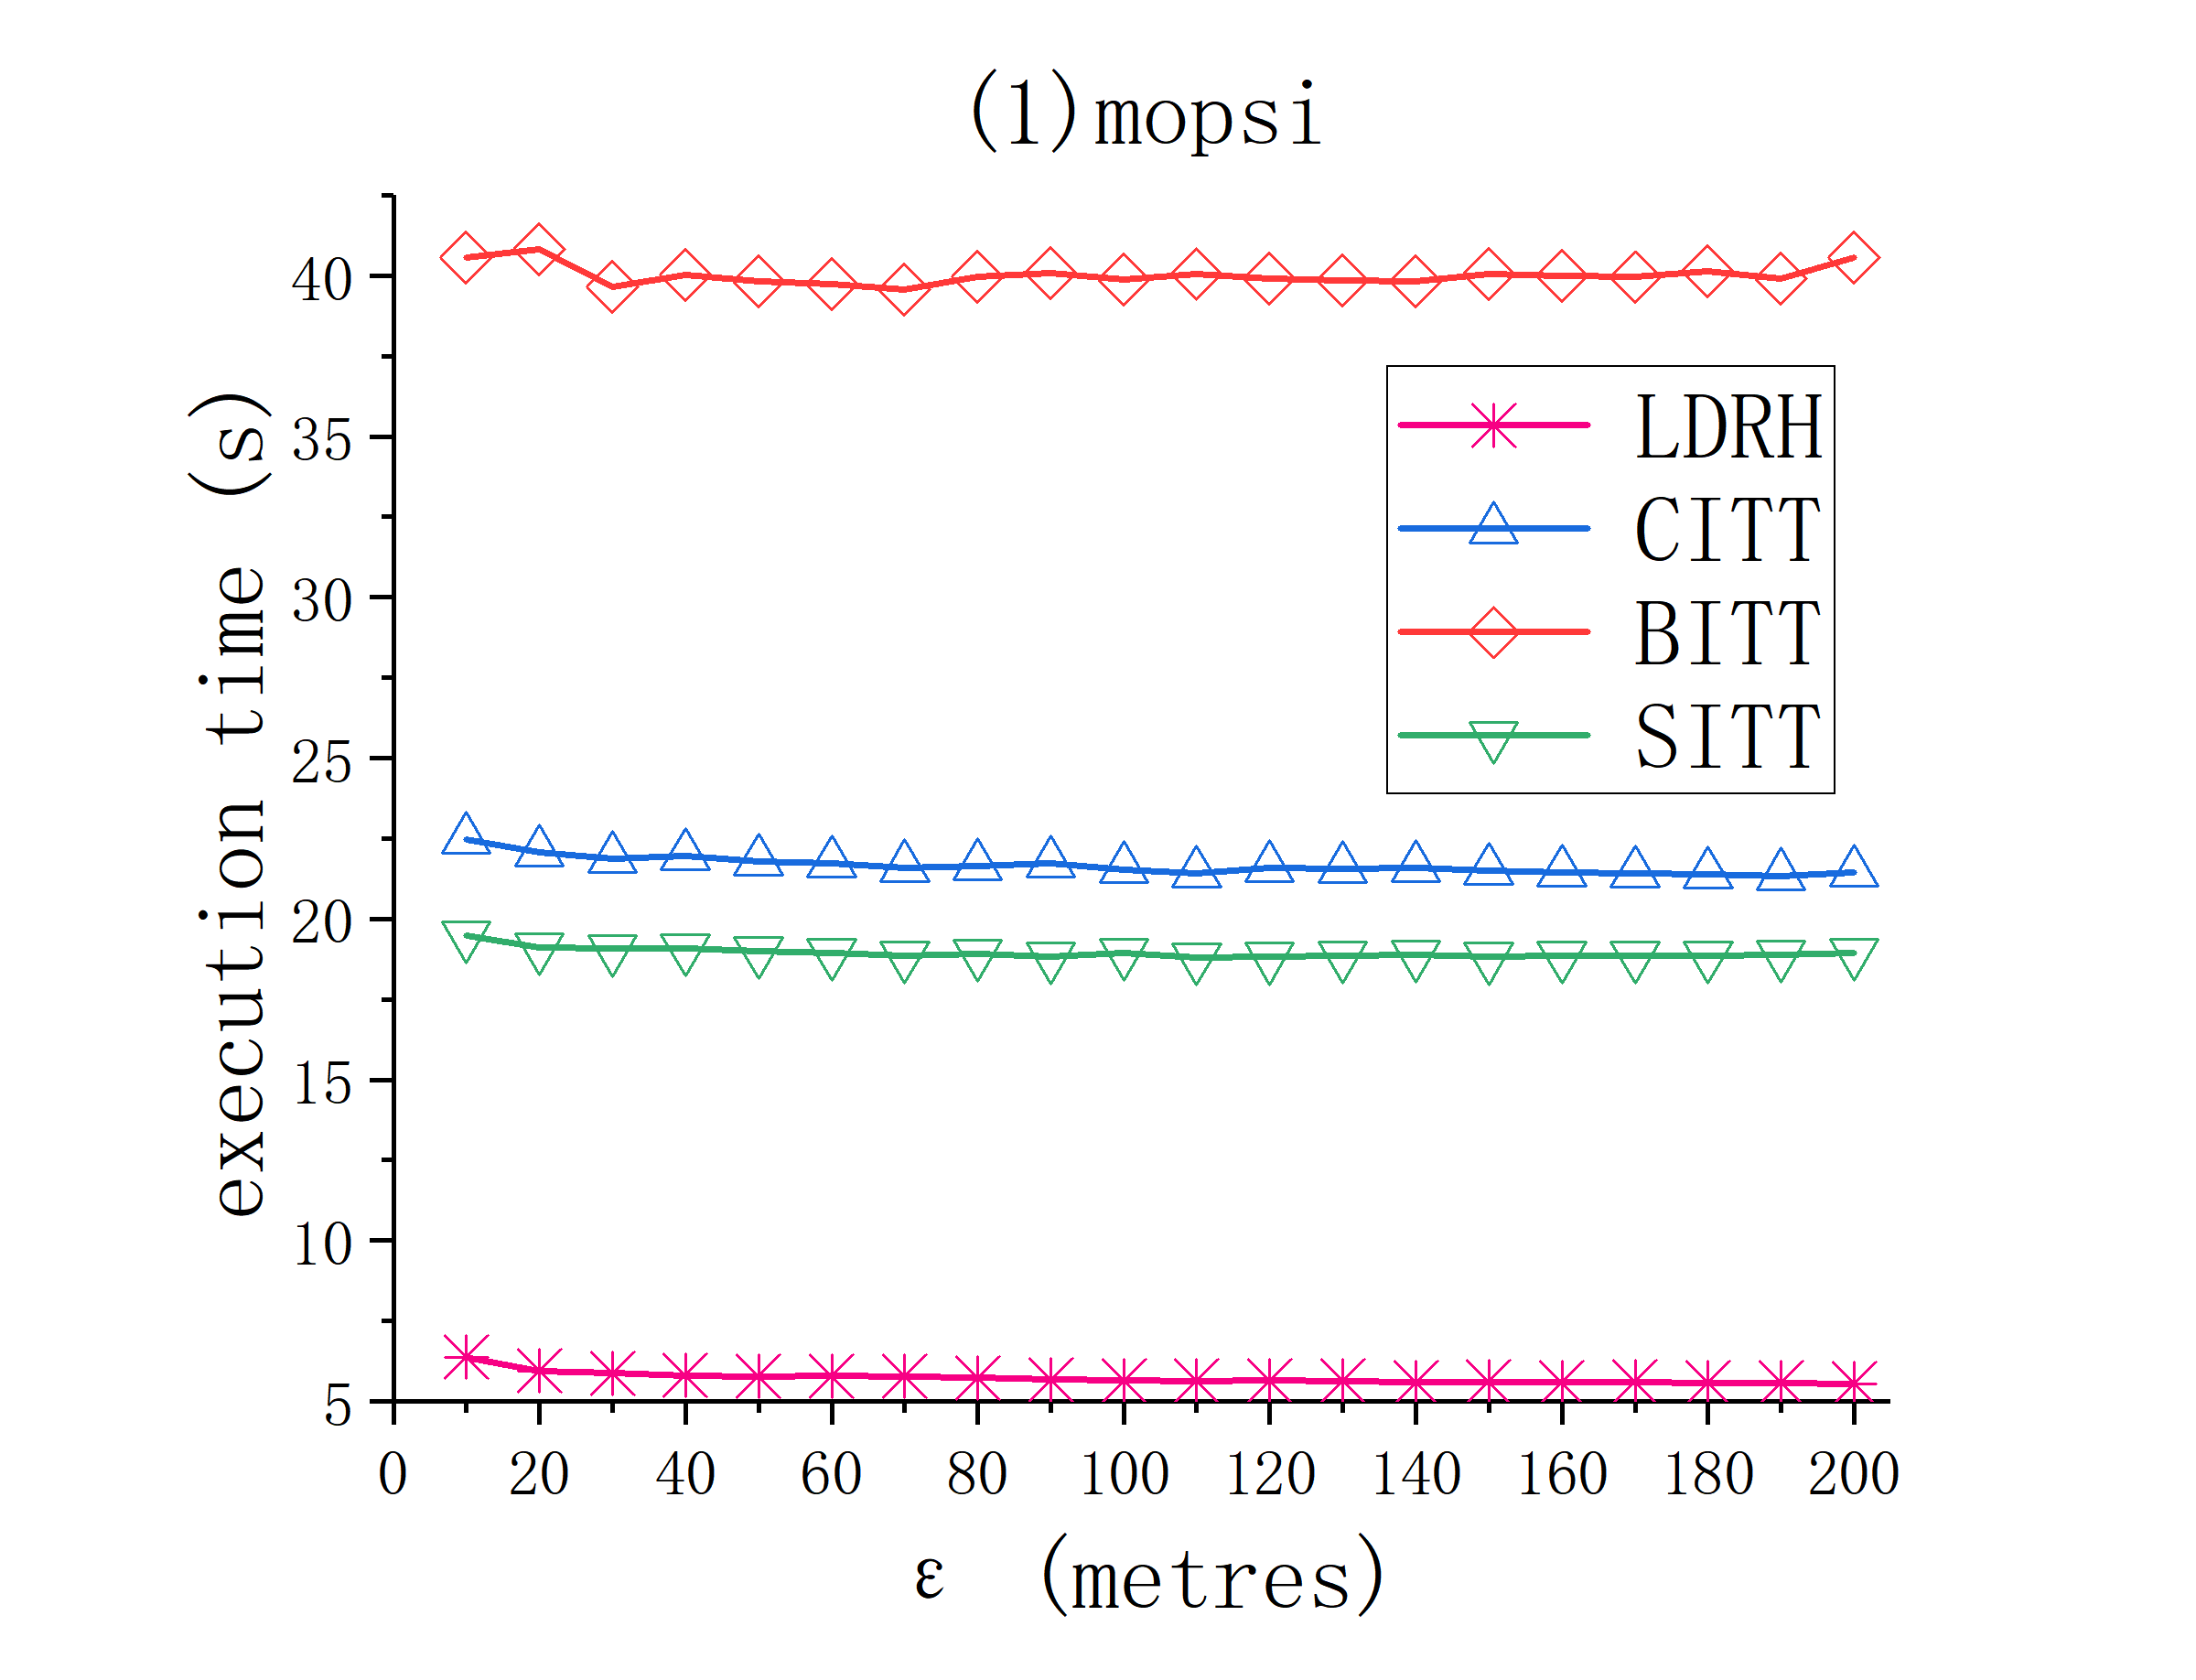 (1)mopsi
execution time (s)
40
35
30
25
20
15
10
5
0 20 40 60 80 100 120 140 160 180 200
ε (metres)
LDRH
CITT
BITT
SITT